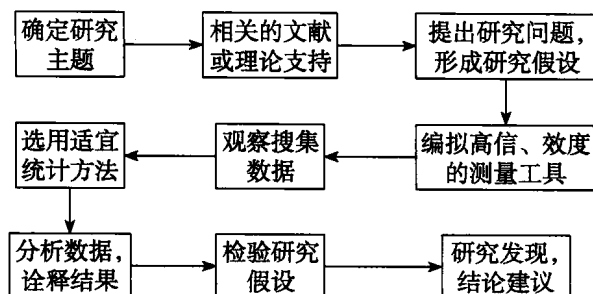 确定研究
主题
相关的文献
或理论支持
提出研究问题，
形成研究假设
编拟高信、效度
的测量工具
观察搜集
数据
选用适宜
统计方法
分析数据，
诠释结果
检验研究
假设
研究发现，
结论建议